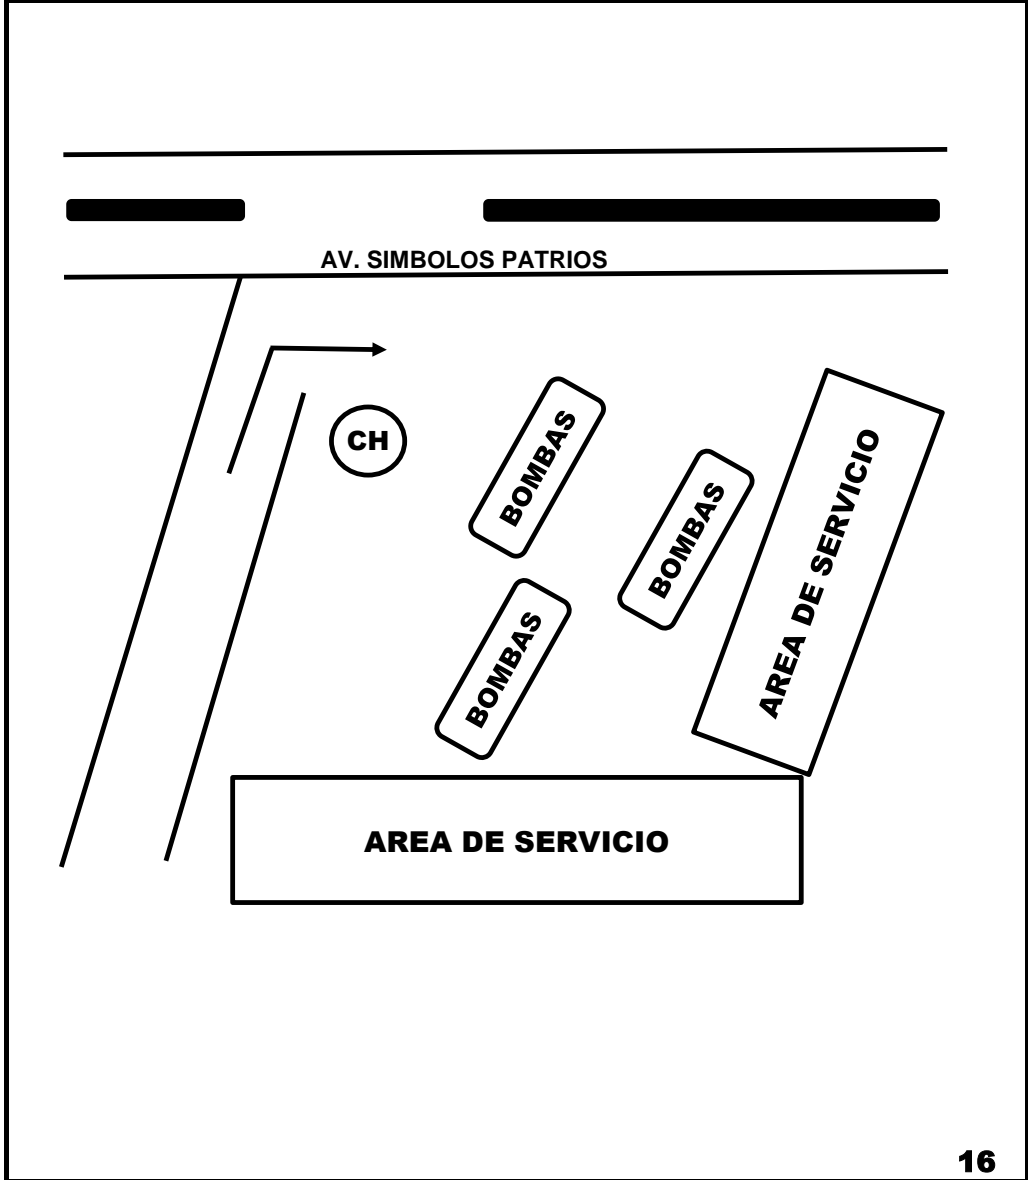 AV. SIMBOLOS PATRIOS
CH
BOMBAS
BOMBAS
BOMBAS
AREA DE SERVICIO
AREA DE SERVICIO
16